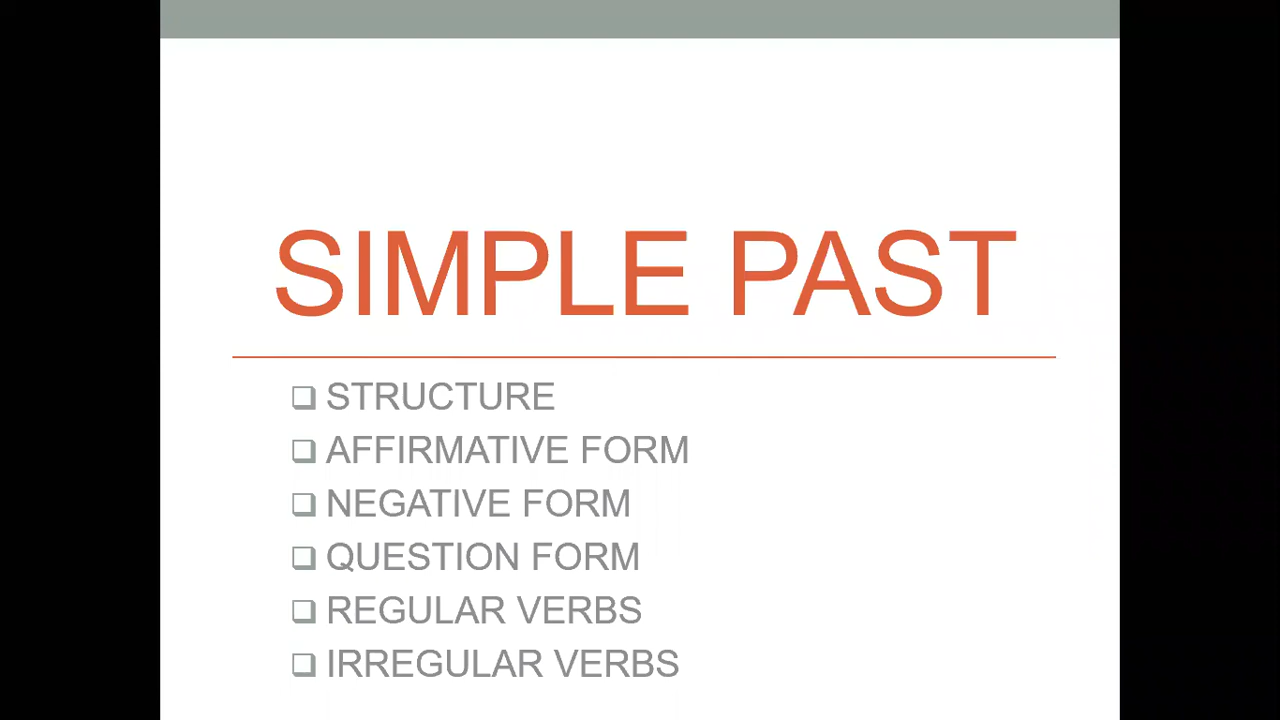 SIMPLE PAST
❑ STRUCTURE
❑ AFFIRMATIVE FORM
❑ NEGATIVE FORM
❑ QUESTION FORM
❑ REGULAR VERBS
❑ IRREGULAR VERBS